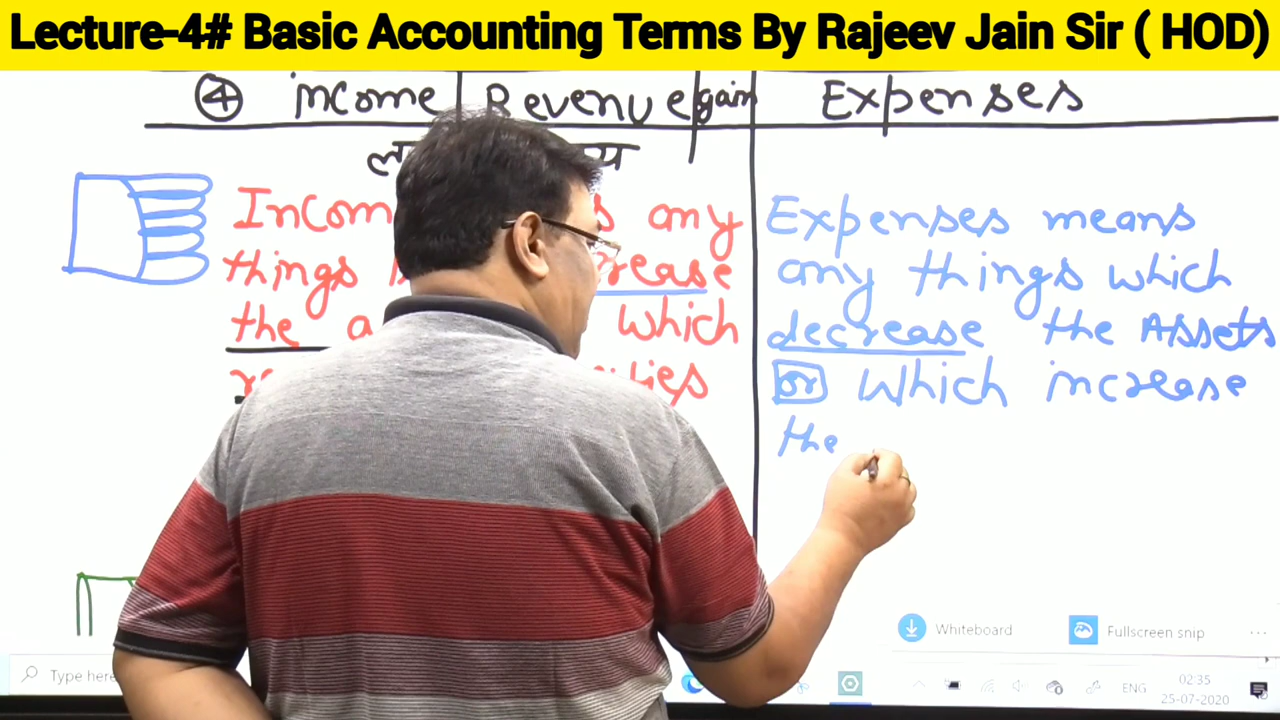 Lecture-4# Basic Accounting Terms By Rajeev Jain Sir ( HOD)
④ income Revenue gain Expenses
any
things
the which
Expenses means
any things which
decrease the Assets
or which increase
the
Whiteboard Fullscreen snip ...
Type here
ENG 02:35
25-07-2020